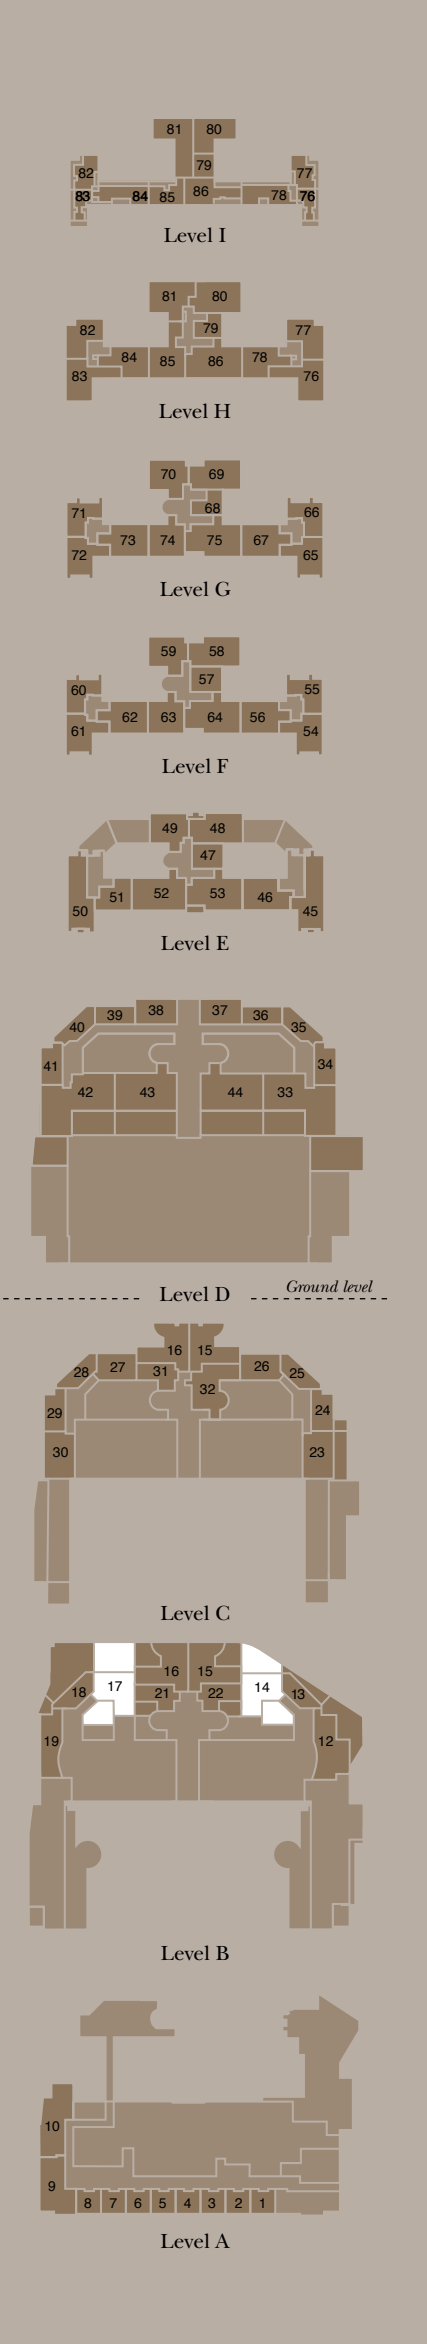 81 80
79
82 77
83 84 85 86 78 76
Level I
81 80
82 79 77
84 85 86 78
83 76
Level H
70 69
71 68 66
73 74 75 67
72 65
Level G
59 58
57
60 55
62 63 64 56
61 54
Level F
49 48
47
51 52 53 46
50 45
Level E
39 38 37 36
40 35
41 34
42 43 44 33
Level D
Ground level
16 15
28 27 31 26 25
32
29 24
30 23
Level C
16 15
18 17 21 22 14 13
19 12
Level B
10
9
8 7 6 5 4 3 2 1
Level A